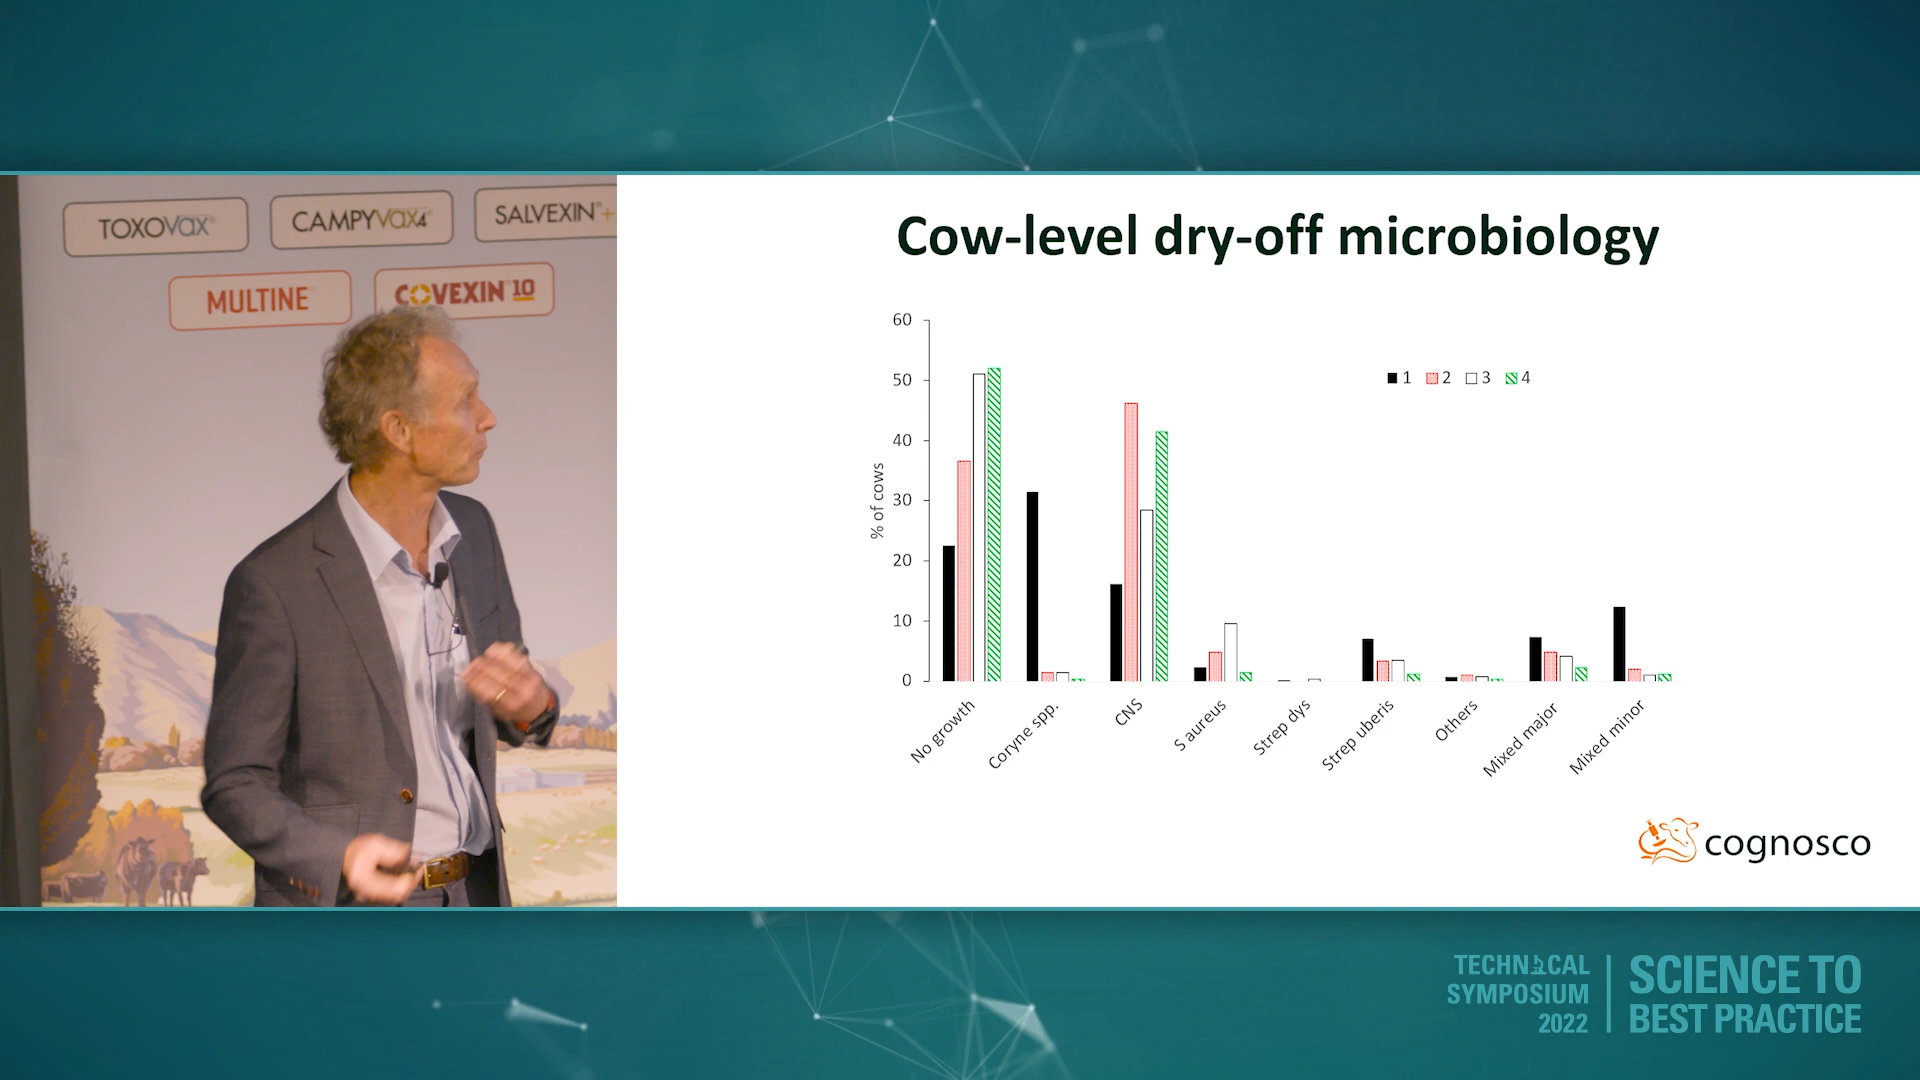 TOXOVax®
CAMPYVax4®
SALVEXIN®+
MULTINE
COVEXIN®10
Cow-level dry-off microbiology
60
50
40
30
20
10
0
% of cows
1 2 3 4
No growth
Coryne spp.
CNS
S aureus
Strep dys
Strep uberis
Others
Mixed major
Mixed minor
cognosco
TECHNICAL
SYMPOSIUM
2022
SCIENCE TO
BEST PRACTICE